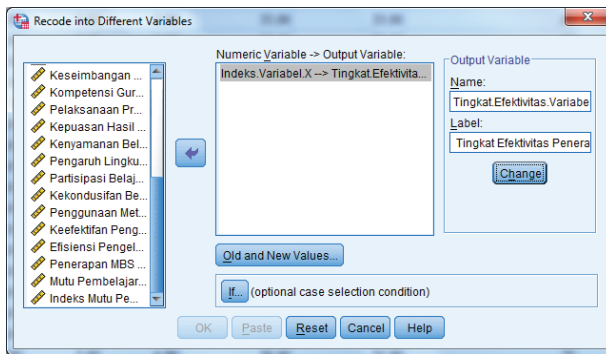 Recode into Different Variables
Keseimbangan ...
Kompetensi Gur...
Pelaksanaan Pr...
Kepuasan Hasil ...
Kenyamanan Bel...
Pengaruh Lingku...
Partisipasi Belaj...
Kekondusifan Be...
Penggunaan Met...
Keefektifan Peng...
Efisiensi Pengel...
Penerapan MBS ...
Mutu Pembelajar...
Indeks Mutu Pe...
Numeric Variable -> Output Variable:
Indeks.Variabel.X --> Tingkat.Efektivita...
Output Variable
Name:
Tingkat.Efektivitas.Variabe
Label:
Tingkat Efektivitas Penera
Change
Old and New Values...
If... (optional case selection condition)
OK Paste Reset Cancel Help